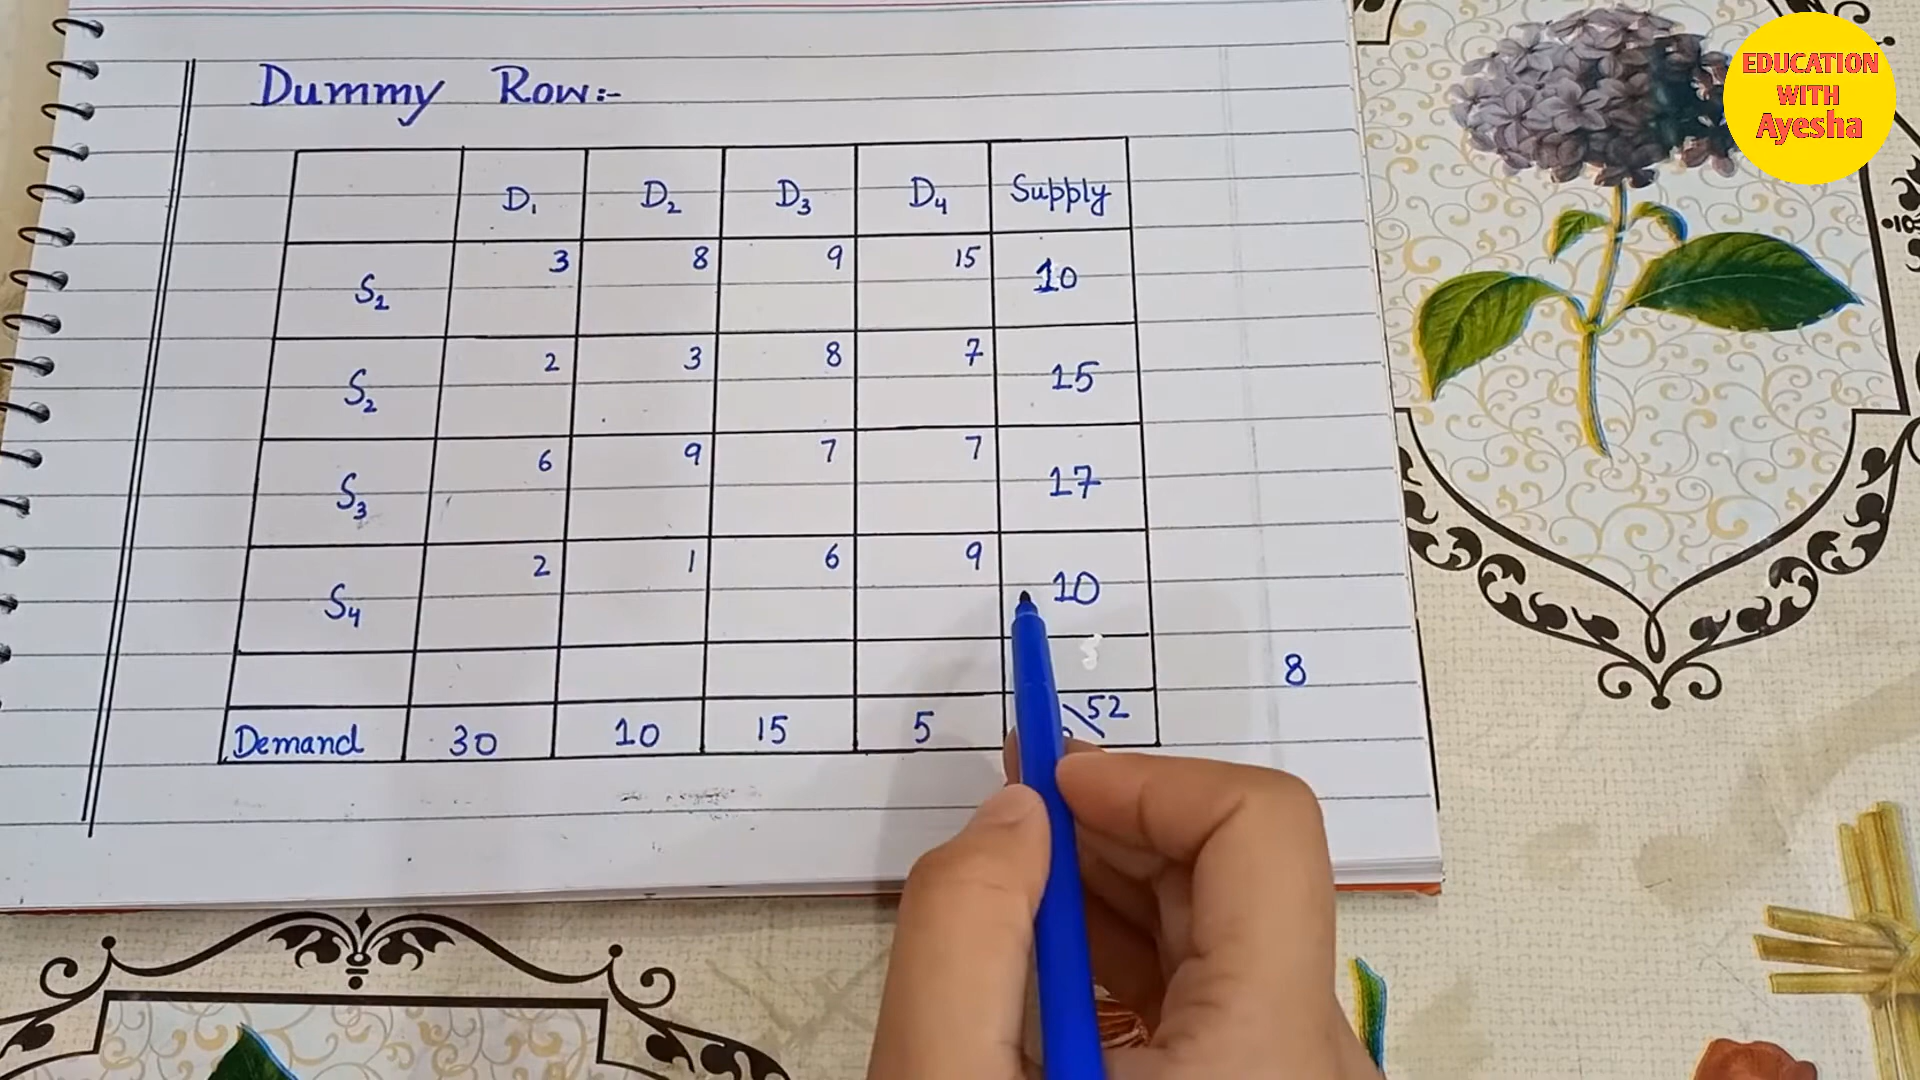 EDUCATION
WITH
Ayesha
Dummy Row:-
D1 D2 D3 D4 Supply
S2 3 8 9 15 10
S2 2 3 8 7 15
S3 6 9 7 7 17
S4 2 1 6 9 10
8
Demand 30 10 15 5 52